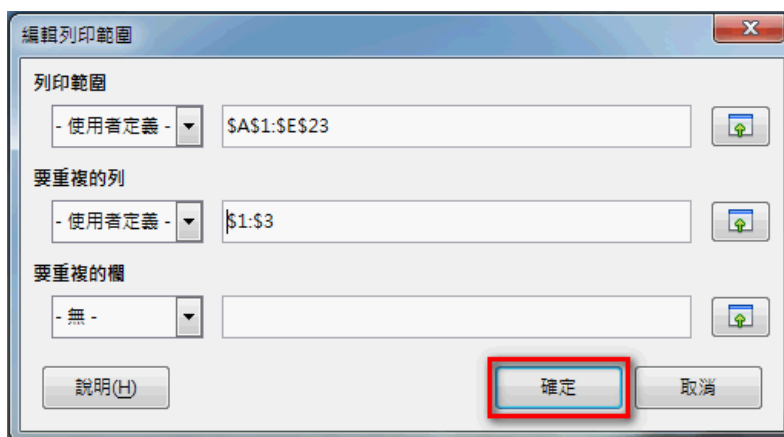 編輯列印範圍
列印範圍
- 使用者定義 - $A$1:$E$23
要重複的列
- 使用者定義 - $1:$3
要重複的欄
- 無 -
說明(H) 確定 取消